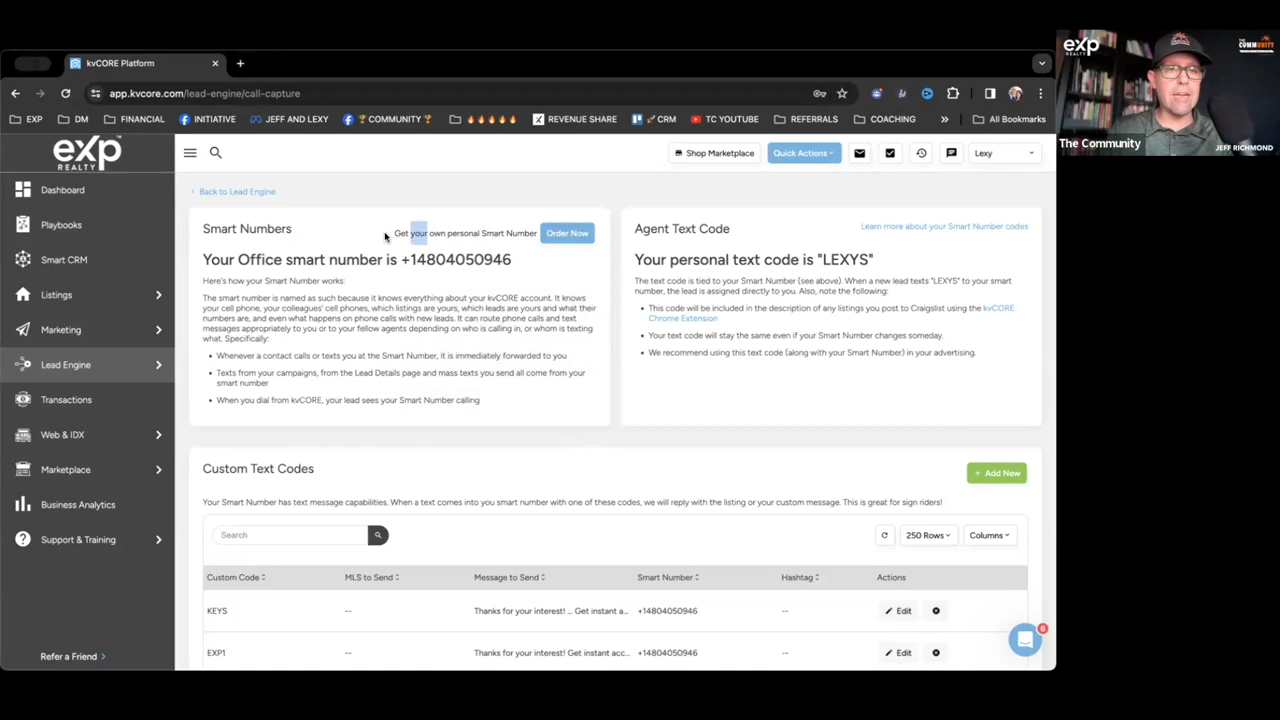 kvCORE Platform
app.kvcore.com/lead-engine/call-capture
EXP
DM
FINANCIAL
INITIATIVE
JEFF AND LEXY
🏆 COMMUNITY 🏆
🔥🔥🔥🔥🔥
REVENUE SHARE
🚀 CRM
TC YOUTUBE
REFERRALS
COACHING
»
All Bookmarks
exp
REALTY
Shop Marketplace
Quick Actions
Lexy
Dashboard
Playbooks
Smart CRM
Listings
Marketing
Lead Engine
Transactions
Web & IDX
Marketplace
Business Analytics
Support & Training
Refer a Friend
Back to Lead Engine
Smart Numbers
Get your own personal Smart Number
Order Now
Your Office smart number is +14804050946
Here's how your Smart Number works:
The smart number is named as such because it knows everything about your kvCORE account. It knows
your cell phone, your colleagues' cell phones, which listings are yours and what their
numbers are, and even what happens on phone calls with new leads. It can route phone calls and text
messages appropriately to you or to your fellow agents depending on who is calling in, or whom is texting
what. Specifically:
• Whenever a contact calls or texts you at the Smart Number, it is immediately forwarded to you
• Texts from your campaigns, from the Lead Details page and mass texts you send all come from your
smart number
• When you dial from kvCORE, your lead sees your Smart Number calling
Agent Text Code
Learn more about your Smart Number codes
Your personal text code is "LEXYS"
The text code is tied to your Smart Number (see above). When a new lead texts "LEXYS" to your smart
number, the lead is assigned directly to you. Also, note the following:
• This code will be included in the description of any listings you post to Craigslist using the kvCORE
Chrome Extension
• Your text code will stay the same even if your Smart Number changes someday.
• We recommend using this text code (along with your Smart Number) in your advertising.
Custom Text Codes
+ Add New
Your Smart Number has text message capabilities. When a text comes into you smart number with one of these codes, we will reply with the listing or your custom message. This is great for sign riders!
Search
250 Rows
Columns
Custom Code
MLS to Send
Message to Send
Smart Number
Hashtag
Actions
KEYS
--
Thanks for your interest! ... Get instant a...
+14804050946
--
Edit
EXP1
--
Thanks for your interest! Get instant acc...
+14804050946
--
Edit
6
exp
REALTY
THE
COMMUNITY
The Community
JEFF RICHMOND